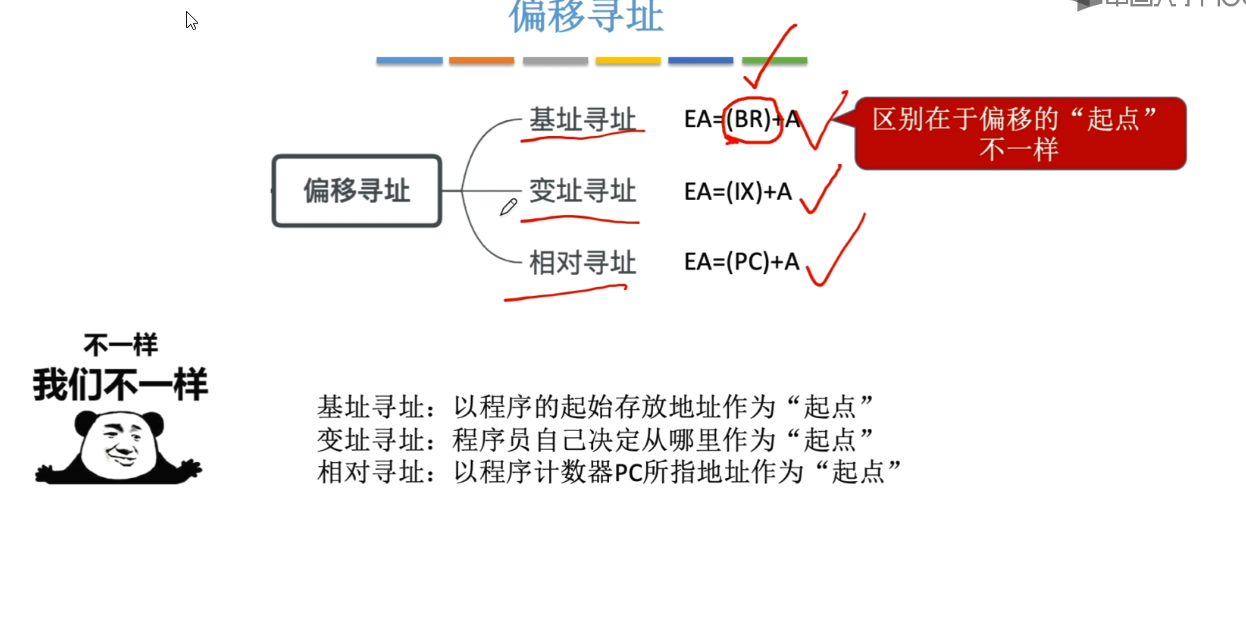 偏移寻址
基址寻址 EA=(BR)+A
区别在于偏移的“起点”
不一样
偏移寻址
变址寻址 EA=(IX)+A
相对寻址 EA=(PC)+A
不一样
我们不一样
基址寻址：以程序的起始存放地址作为“起点”
变址寻址：程序员自己决定从哪里作为“起点”
相对寻址：以程序计数器PC所指地址作为“起点”